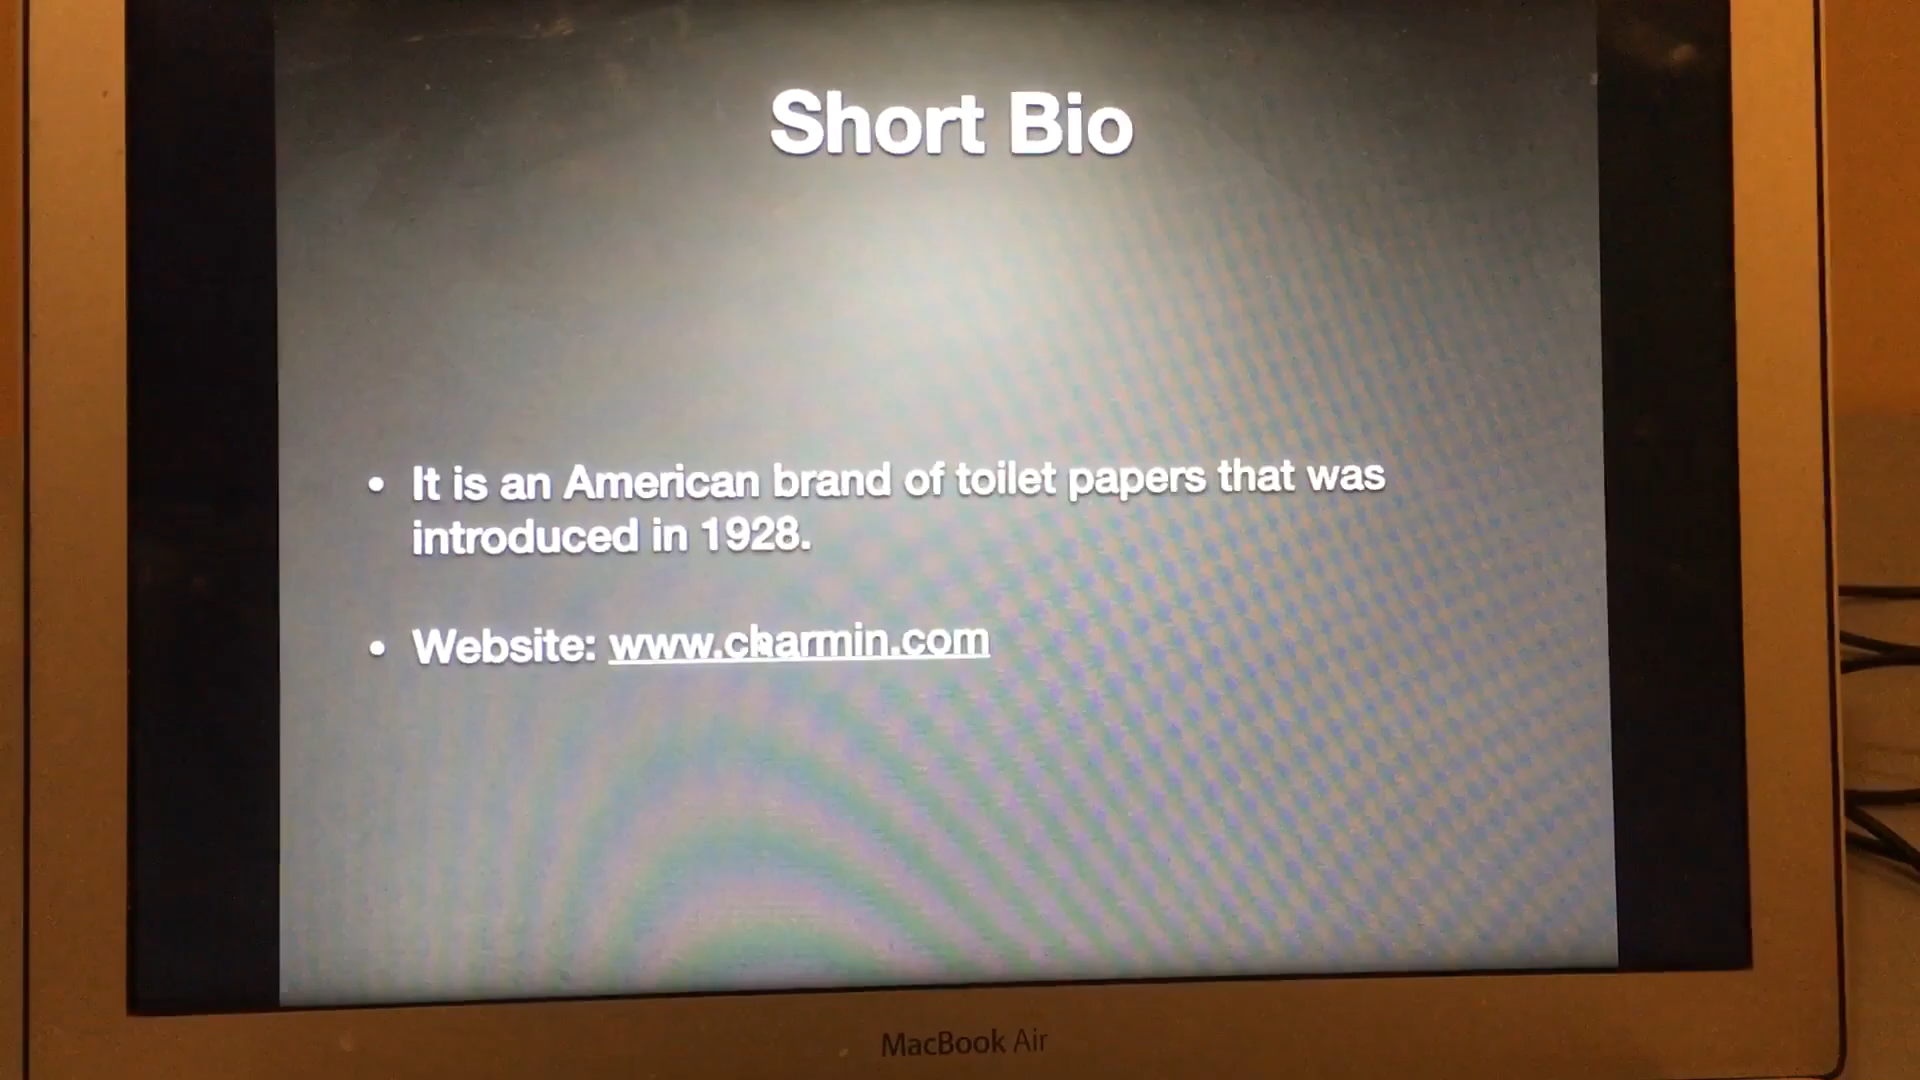 Short Bio
• It is an American brand of toilet papers that was
introduced in 1928.
• Website: www.charmin.com
MacBook Air